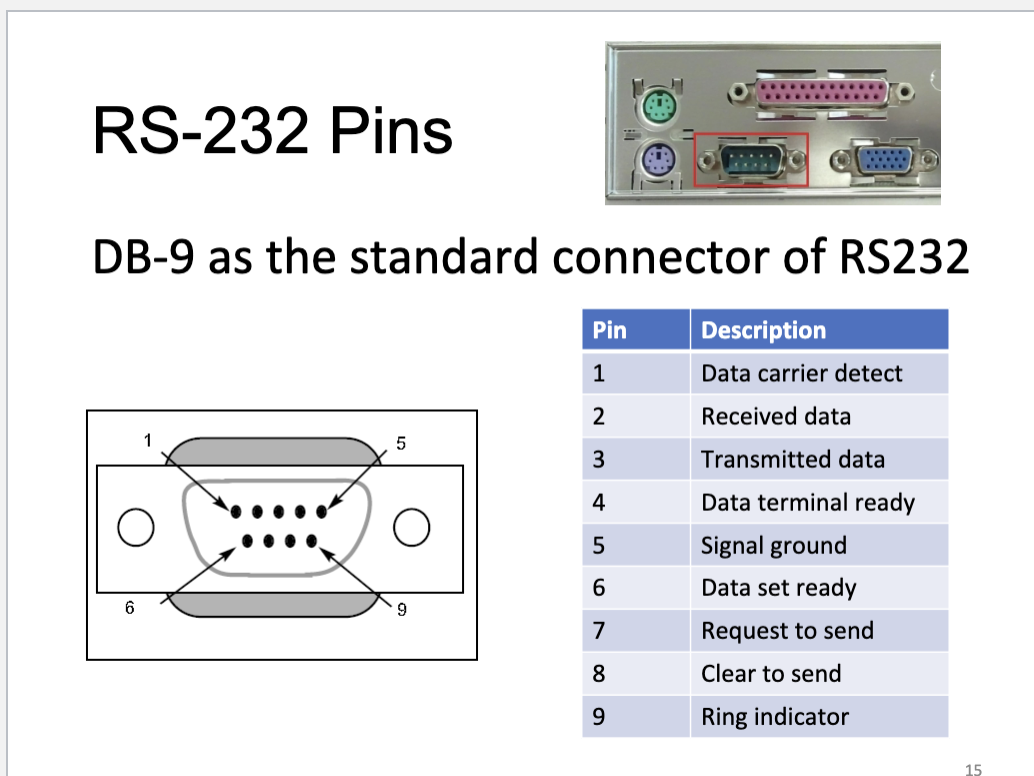 RS-232 Pins
DB-9 as the standard connector of RS232
Pin Description
1 Data carrier detect
2 Received data
3 Transmitted data
4 Data terminal ready
5 Signal ground
6 Data set ready
7 Request to send
8 Clear to send
9 Ring indicator
1 5
6 9
15